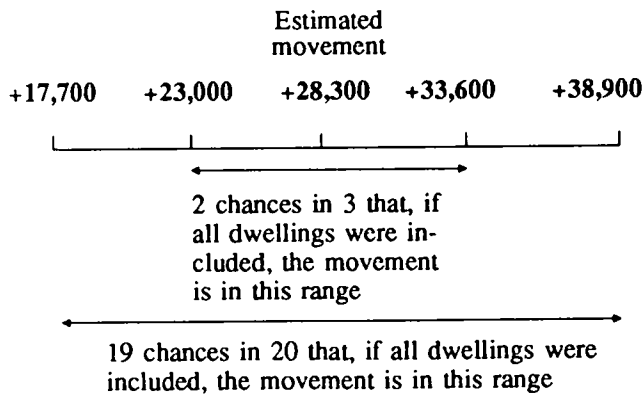 Estimated
movement
+17,700 +23,000 +28,300 +33,600 +38,900
2 chances in 3 that, if
all dwellings were in-
cluded, the movement
is in this range
19 chances in 20 that, if all dwellings were
included, the movement is in this range